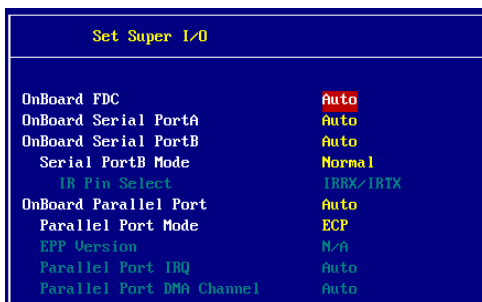 Set Super I/O
OnBoard FDC Auto
OnBoard Serial PortA Auto
OnBoard Serial PortB Auto
Serial PortB Mode Normal
IR Pin Select IRRX/IRTX
OnBoard Parallel Port Auto
Parallel Port Mode ECP
EPP Version N/A
Parallel Port IRQ Auto
Parallel Port DMA Channel Auto